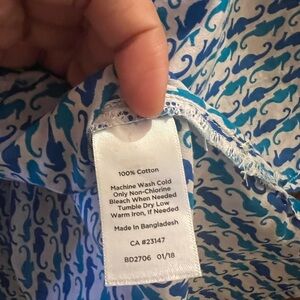 100% Cotton
Machine Wash Cold
Only Non-Chlorine
Bleach When Needed
Tumble Dry Low
Warm Iron, If Needed
Made In Bangladesh
CA #23147
BD2706 01/18